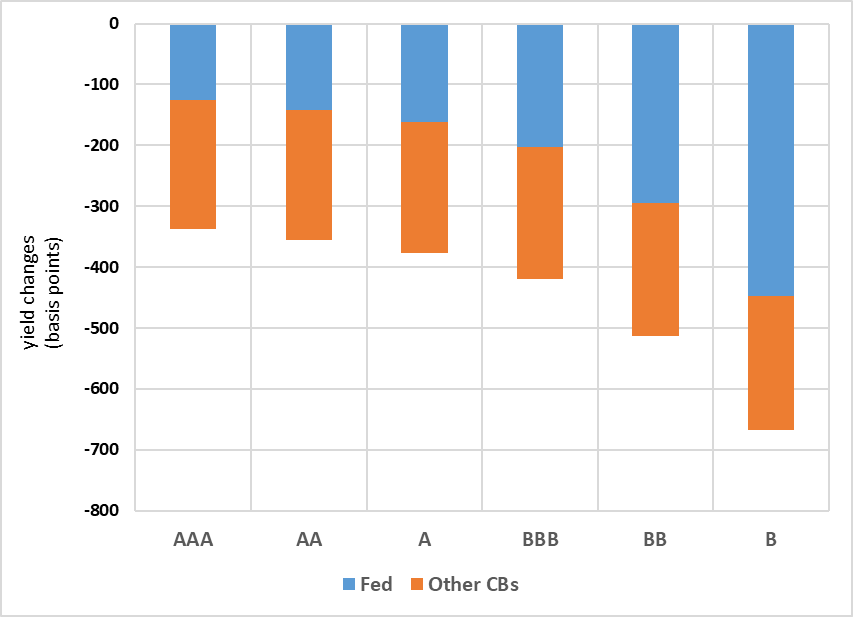 0
-100
-200
-300
-400
-500
-600
-700
-800
yield changes
(basis points)
AAA AA A BBB BB B
Fed Other CBs